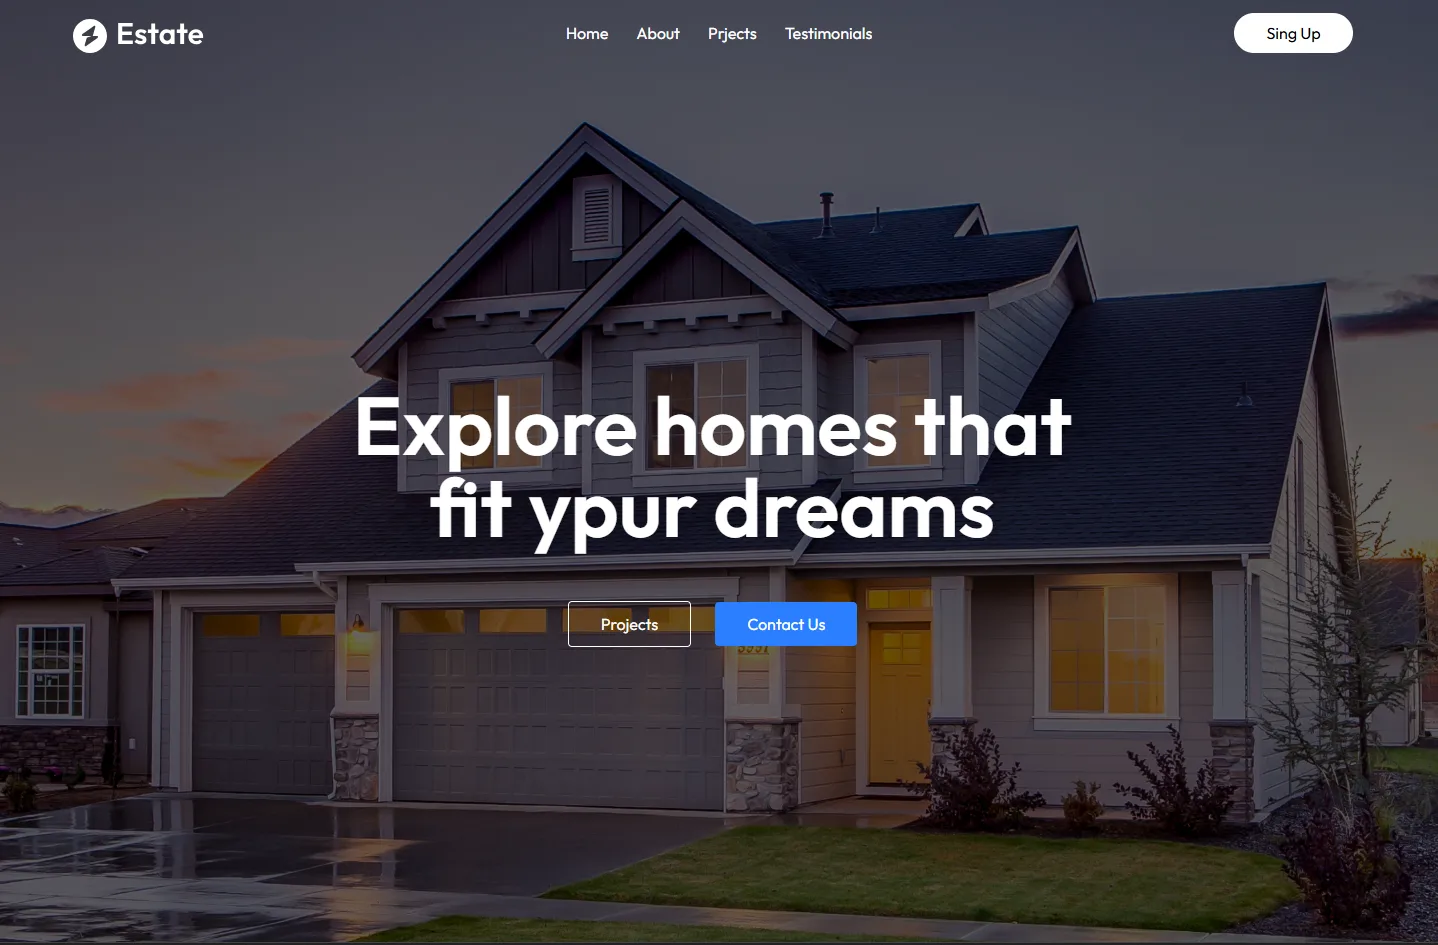 Estate
Home About Prjects Testimonials
Sing Up
Explore homes that
fit ypur dreams
Projects
Contact Us